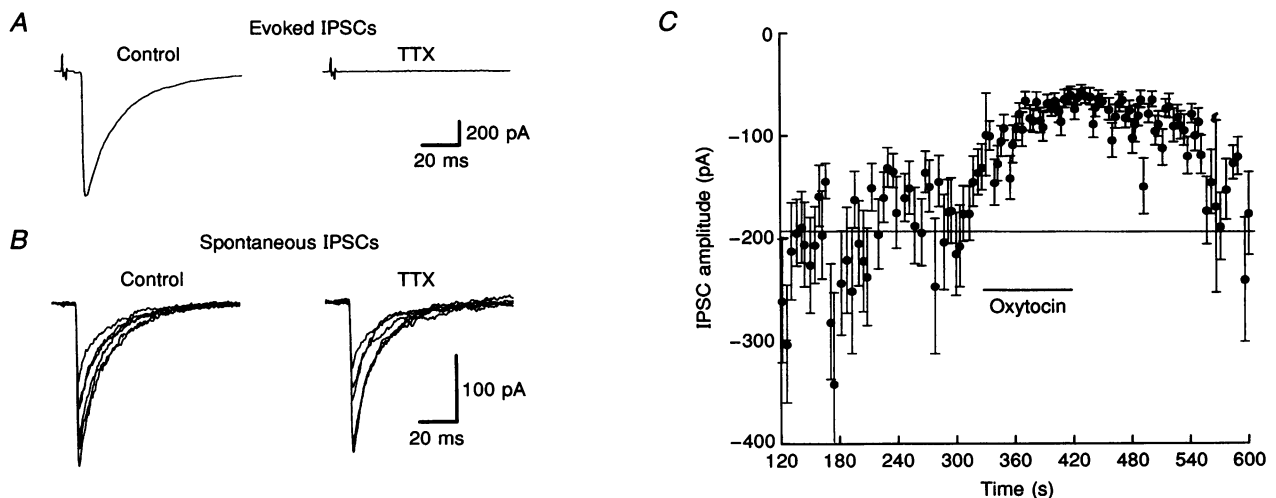 A
Evoked IPSCs
Control
TTX
200 pA
20 ms
B
Spontaneous IPSCs
Control
TTX
100 pA
20 ms
C
IPSC amplitude (pA)
0
−100
−200
−300
−400
Oxytocin
120 180 240 300 360 420 480 540 600
Time (s)